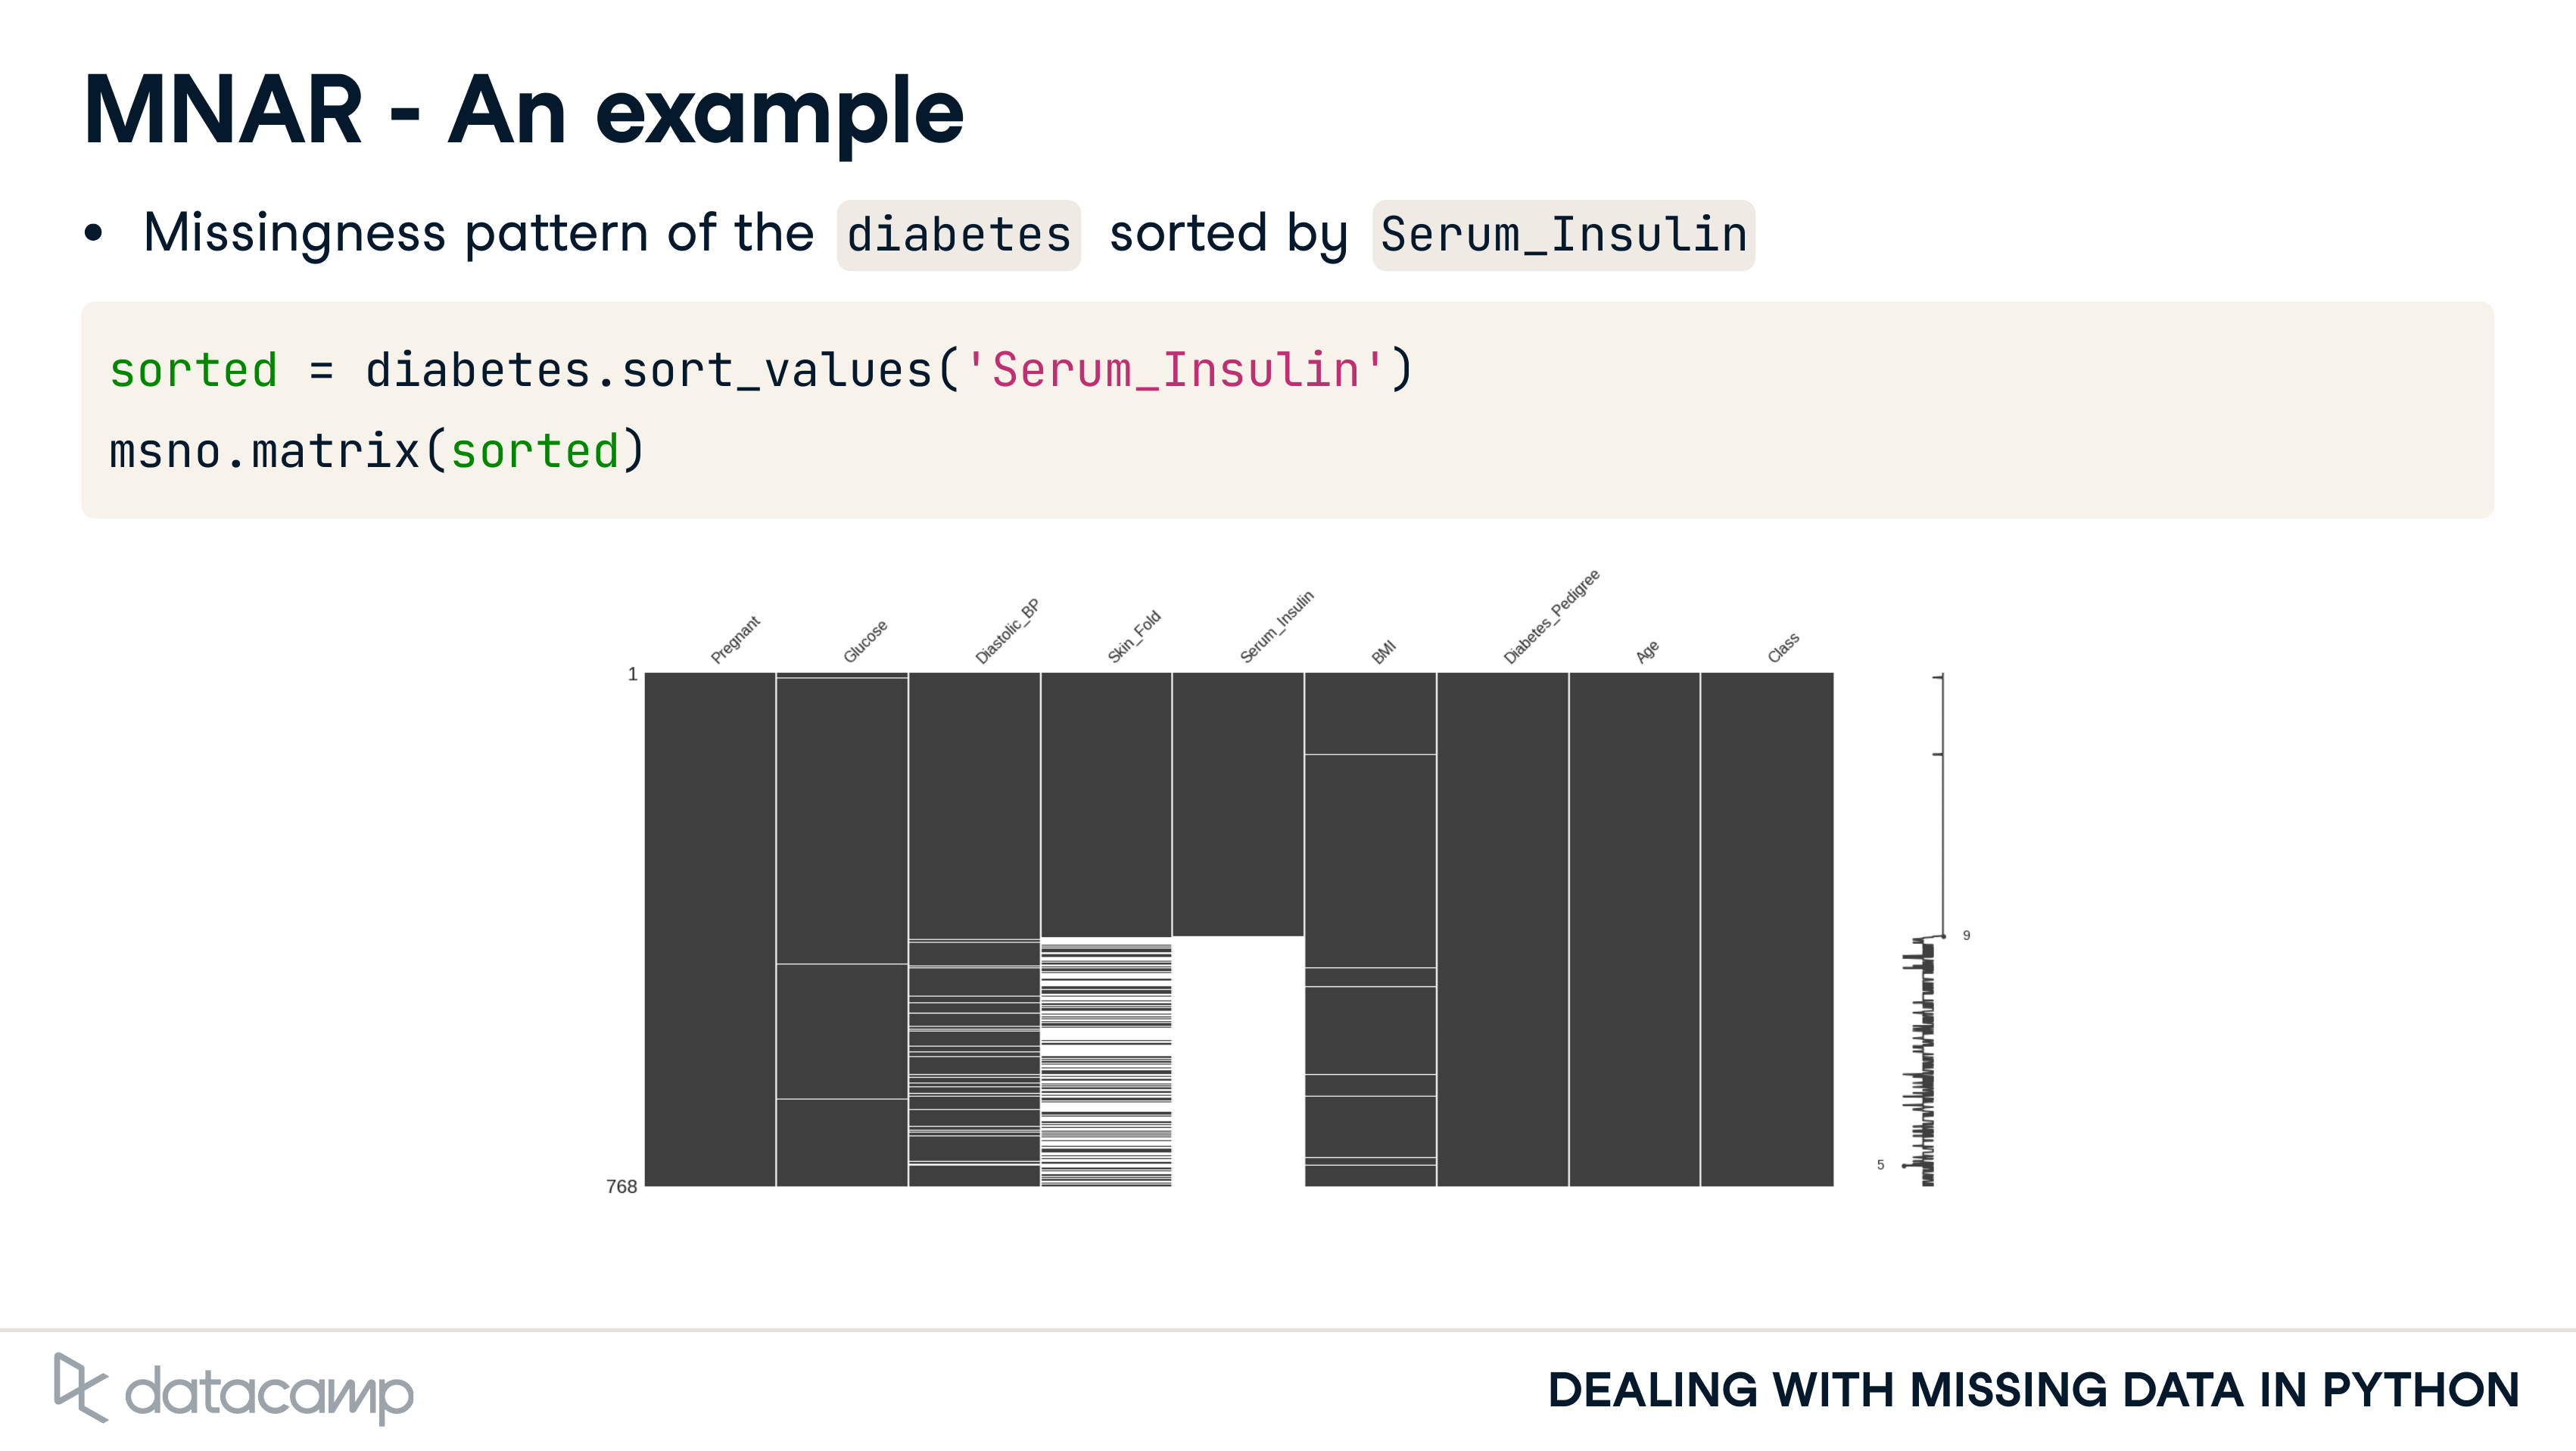 MNAR - An example
• Missingness pattern of the diabetes sorted by Serum_Insulin
sorted = diabetes.sort_values('Serum_Insulin')
msno.matrix(sorted)
Pregnant Glucose Diastolic_BP Skin_Fold Serum_Insulin BMI Diabetes_Pedigree Age Class
1
9
5
768
datacamp
DEALING WITH MISSING DATA IN PYTHON